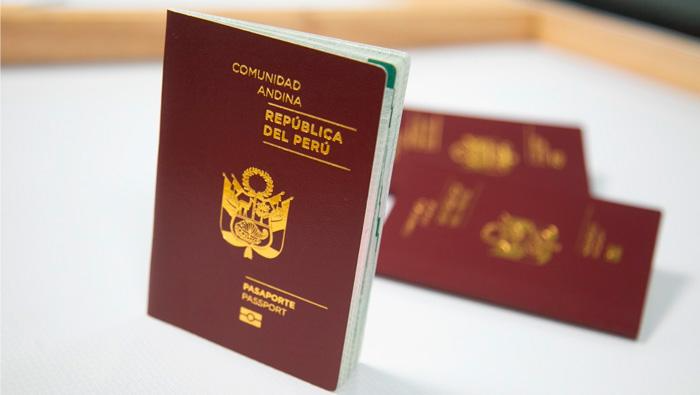 COMUNIDAD
ANDINA
REPÚBLICA
DEL PERÚ
PASAPORTE
PASSPORT